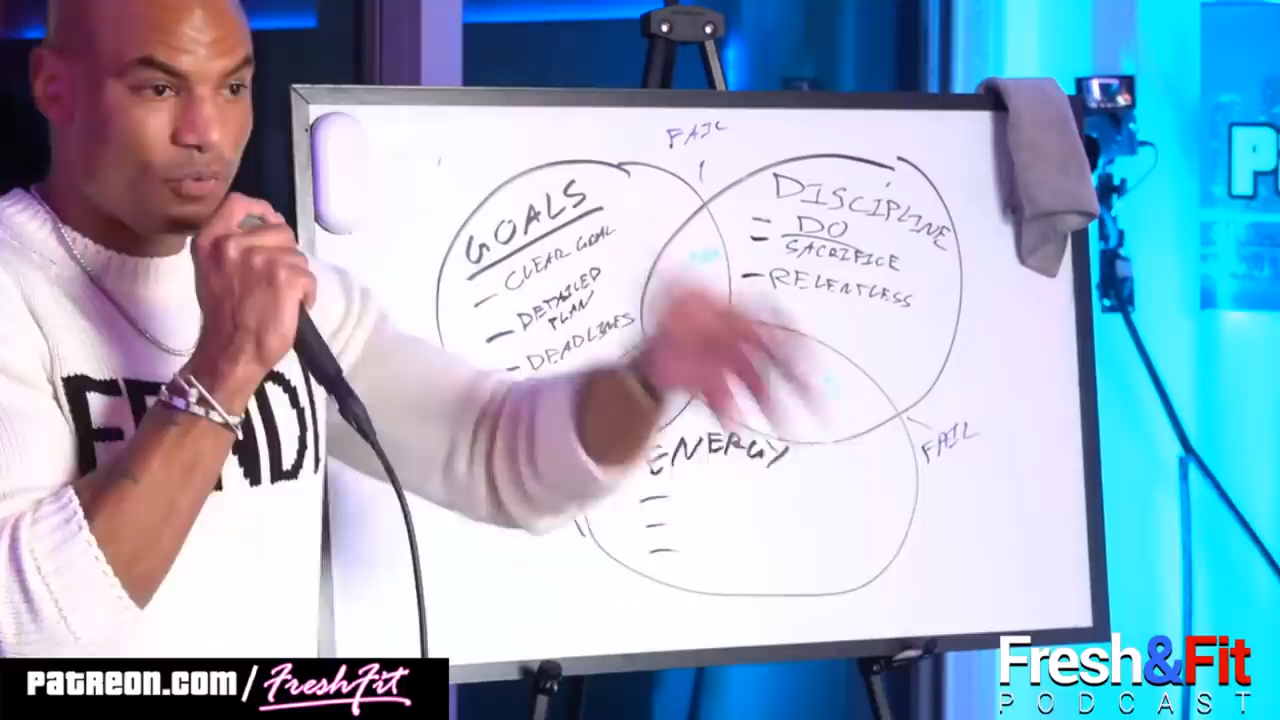 FAIL
GOALS
- CLEAR GOAL
- DETAILED
PLAN
- DEADLINES
DISCIPLINE
= DO
SACRIFICE
- RELENTLESS
ENERGY
-
-
-
FAIL
FENDI
P
patreon.com/FreshFit
Fresh&Fit
PODCAST